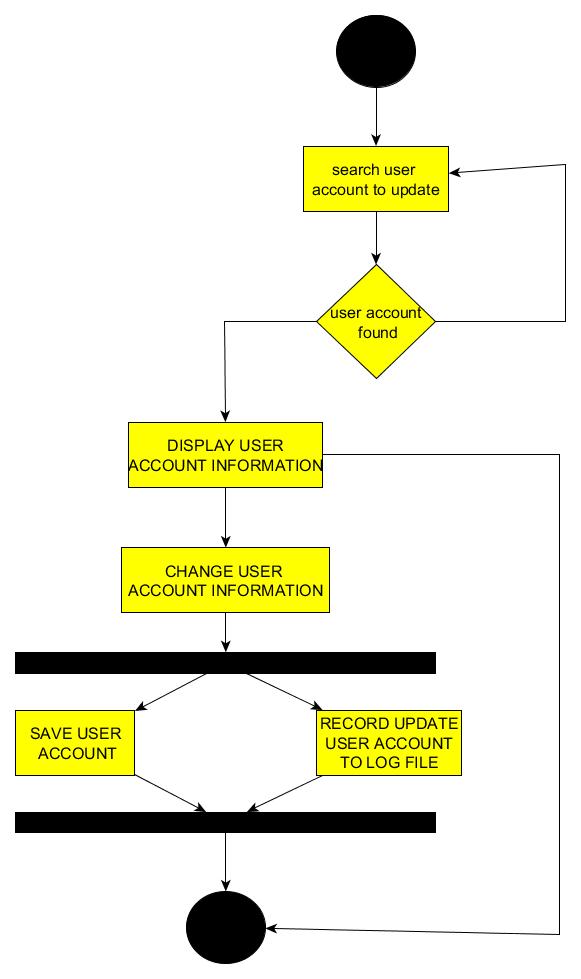 search user
account to update
user account
found
DISPLAY USER
ACCOUNT INFORMATION
CHANGE USER
ACCOUNT INFORMATION
SAVE USER
ACCOUNT
RECORD UPDATE
USER ACCOUNT
TO LOG FILE